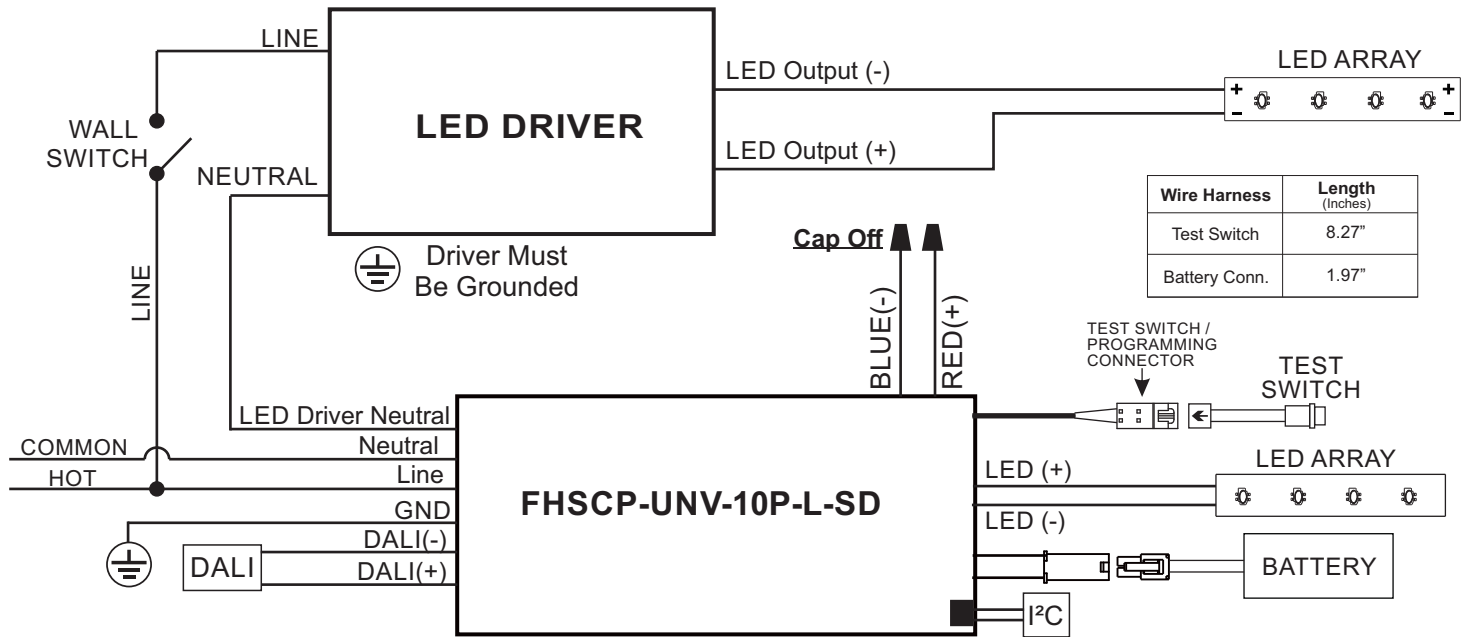 LINE
LED DRIVER
LED Output (-)
LED Output (+)
LED ARRAY
+
-
+
-
WALL
SWITCH
NEUTRAL
LINE
Driver Must
Be Grounded
Cap Off
BLUE(-)
RED(+)
Wire Harness Length
(Inches)
Test Switch 8.27”
Battery Conn. 1.97”
TEST SWITCH /
PROGRAMMING
CONNECTOR
TEST
SWITCH
LED Driver Neutral
COMMON
Neutral
HOT
Line
GND
DALI(-)
DALI
DALI(+)
FHSCP-UNV-10P-L-SD
LED (+)
LED (-)
LED ARRAY
BATTERY
I²C